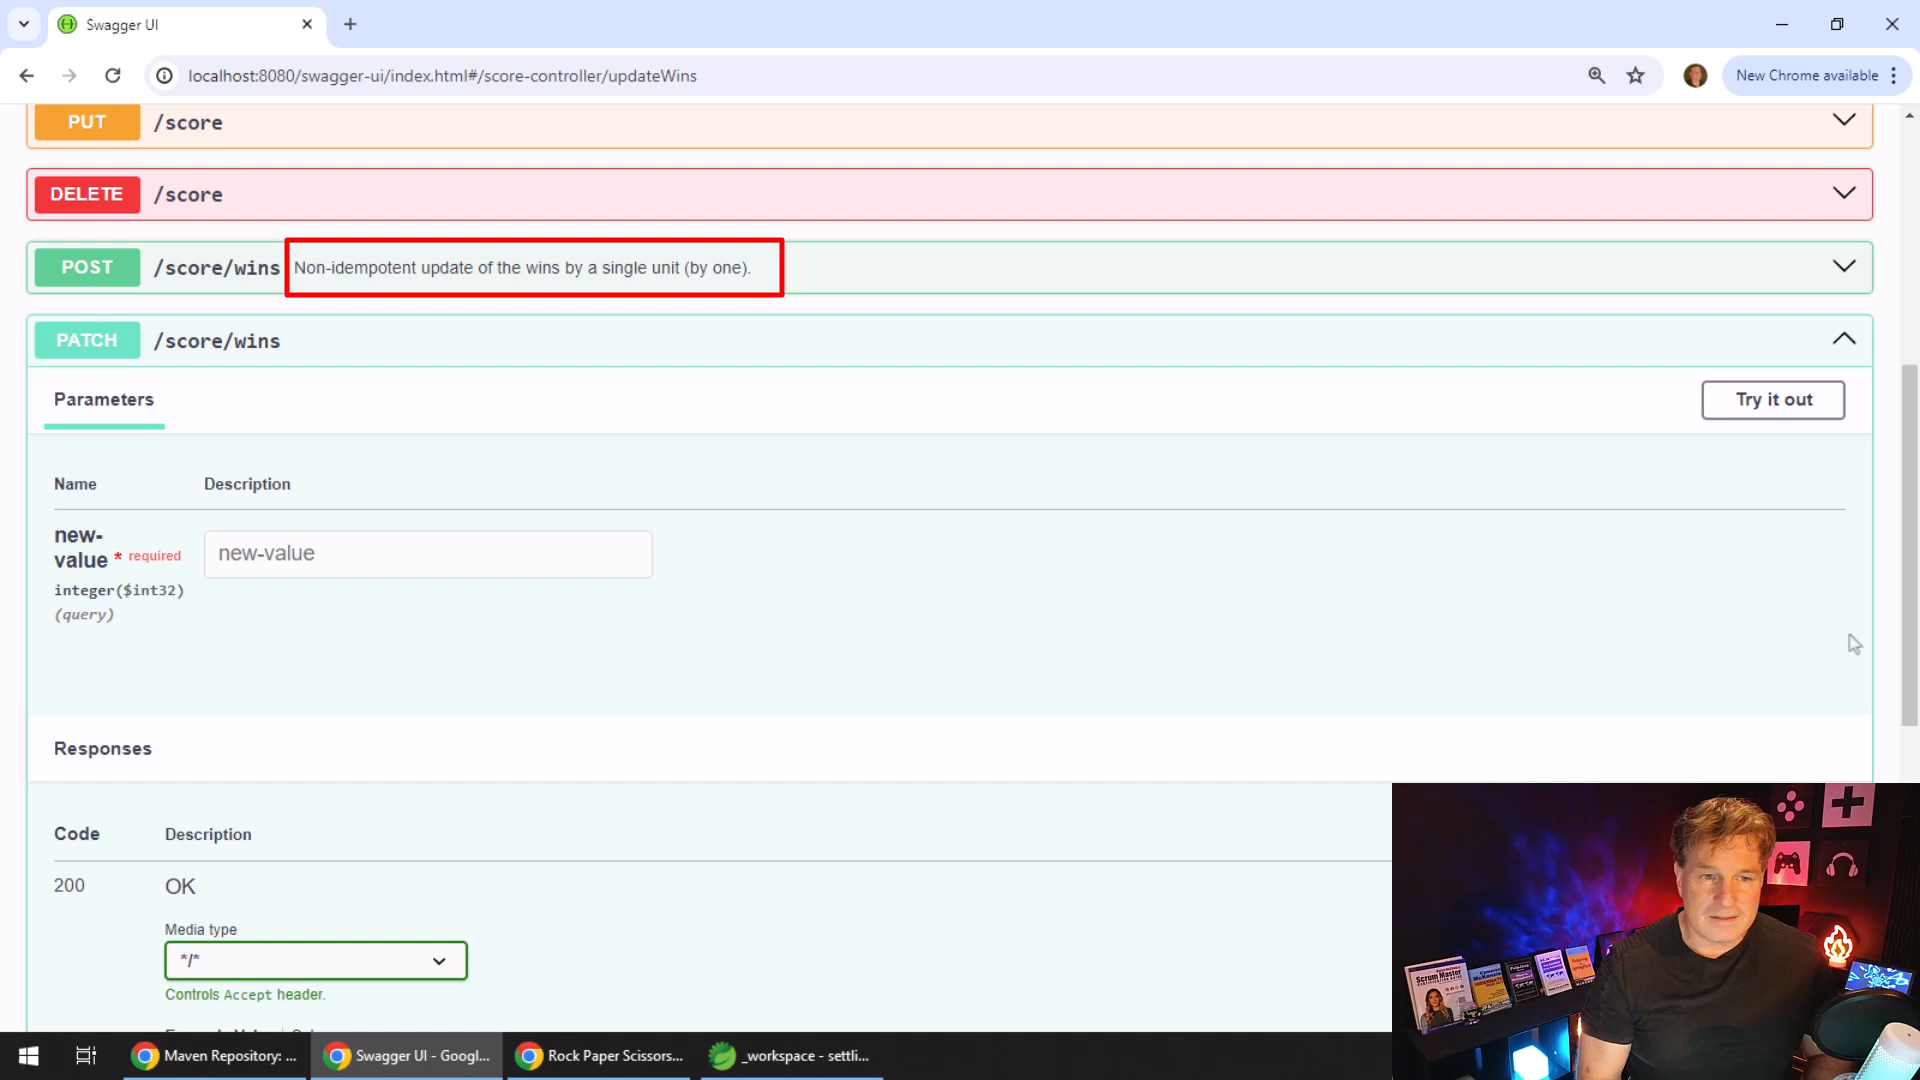 Swagger UI
localhost:8080/swagger-ui/index.html#/score-controller/updateWins
New Chrome available
PUT /score
DELETE /score
POST /score/wins Non-idempotent update of the wins by a single unit (by one).
PATCH /score/wins
Parameters
Try it out
Name Description
new-
value * required
new-value
integer($int32)
(query)
Responses
Code Description
200 OK
Media type
*/*
Controls Accept header.
Scrum Master
Maven Repository: ...
Swagger UI - Googl...
Rock Paper Scissors...
_workspace - settli...